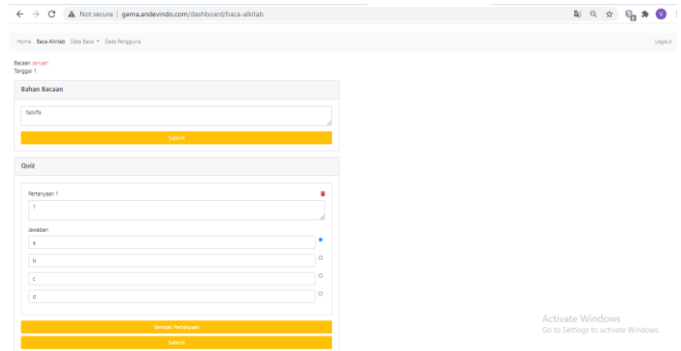 Not secure | gema.andevindo.com/dashboard/baca-alkitab
V
Home Baca Alkitab Data Baca Data Pengguna Logout
Bacaan Januari
Tanggal 1
Bahan Bacaan
Submit
Quiz
Pertanyaan 1
1
Jawaban
a
b
c
d
Tambah Pertanyaan
Submit
Activate Windows
Go to Settings to activate Windows.